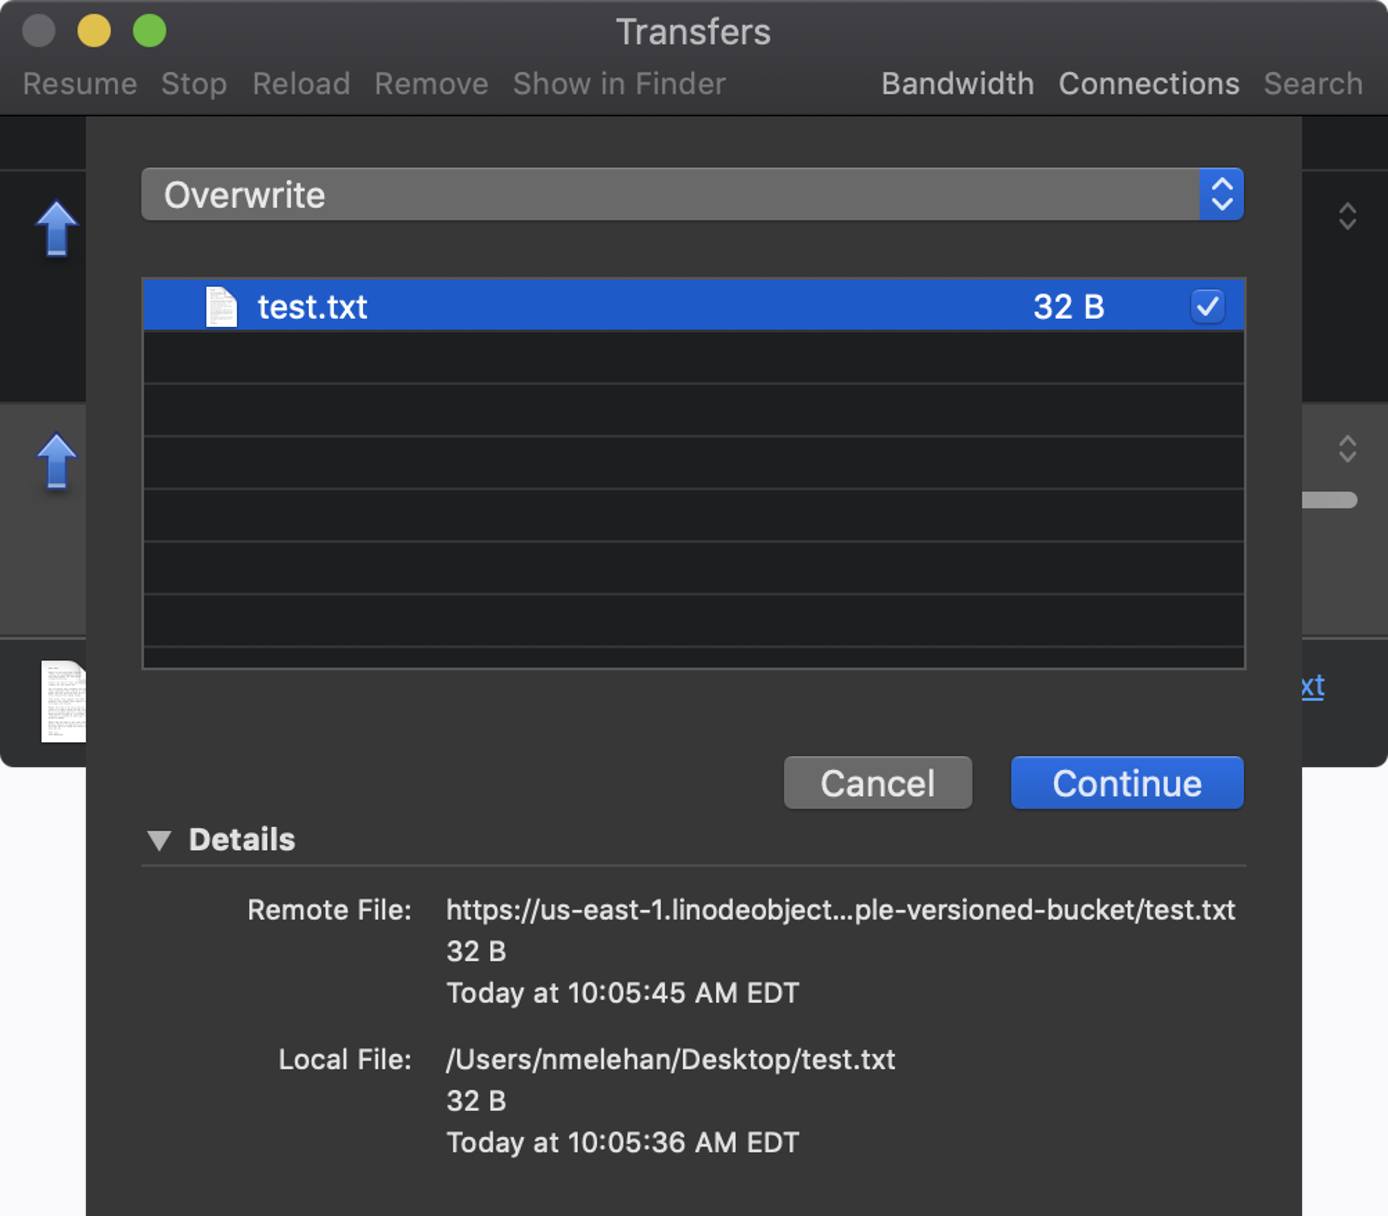 Transfers
Resume Stop Reload Remove Show in Finder Bandwidth Connections Search
Overwrite
test.txt 32 B
xt
Cancel Continue
Details
Remote File: https://us-east-1.linodeobject...ple-versioned-bucket/test.txt
32 B
Today at 10:05:45 AM EDT
Local File: /Users/nmelehan/Desktop/test.txt
32 B
Today at 10:05:36 AM EDT